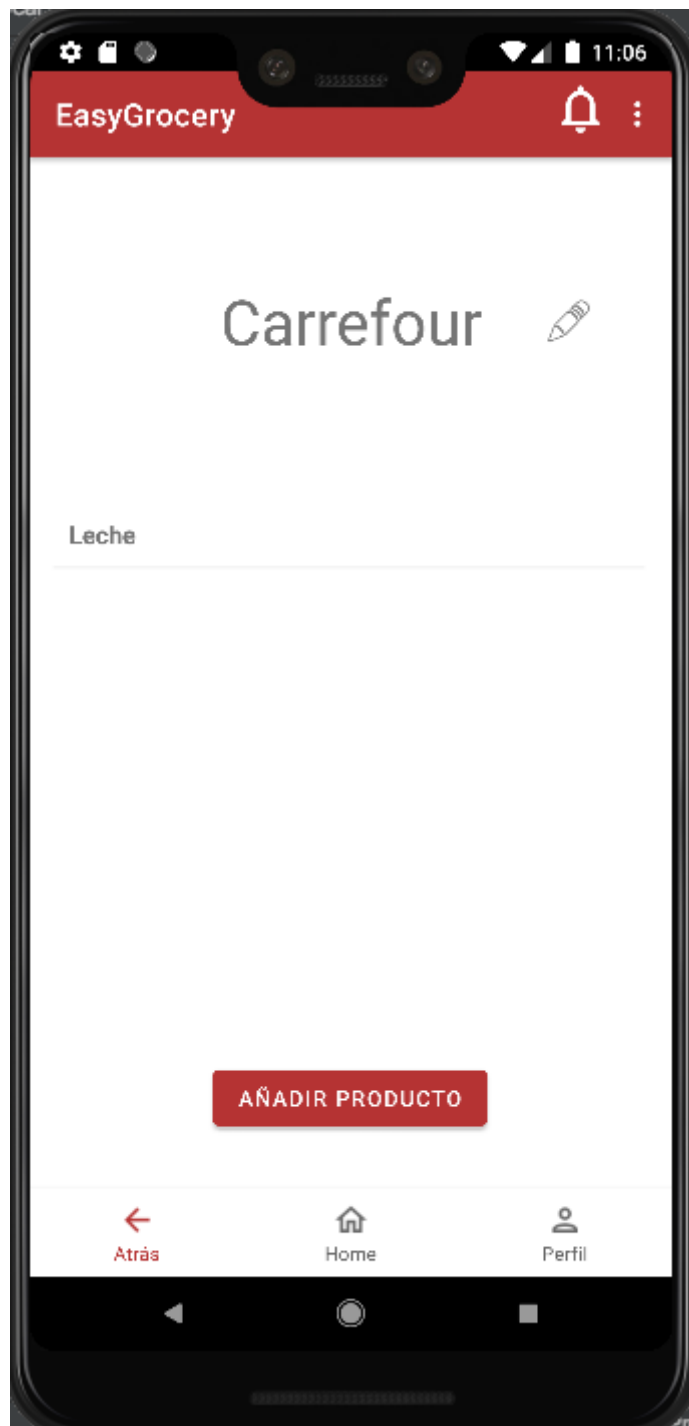 11:06
EasyGrocery
Carrefour
Leche
AÑADIR PRODUCTO
Atrás
Home
Perfil